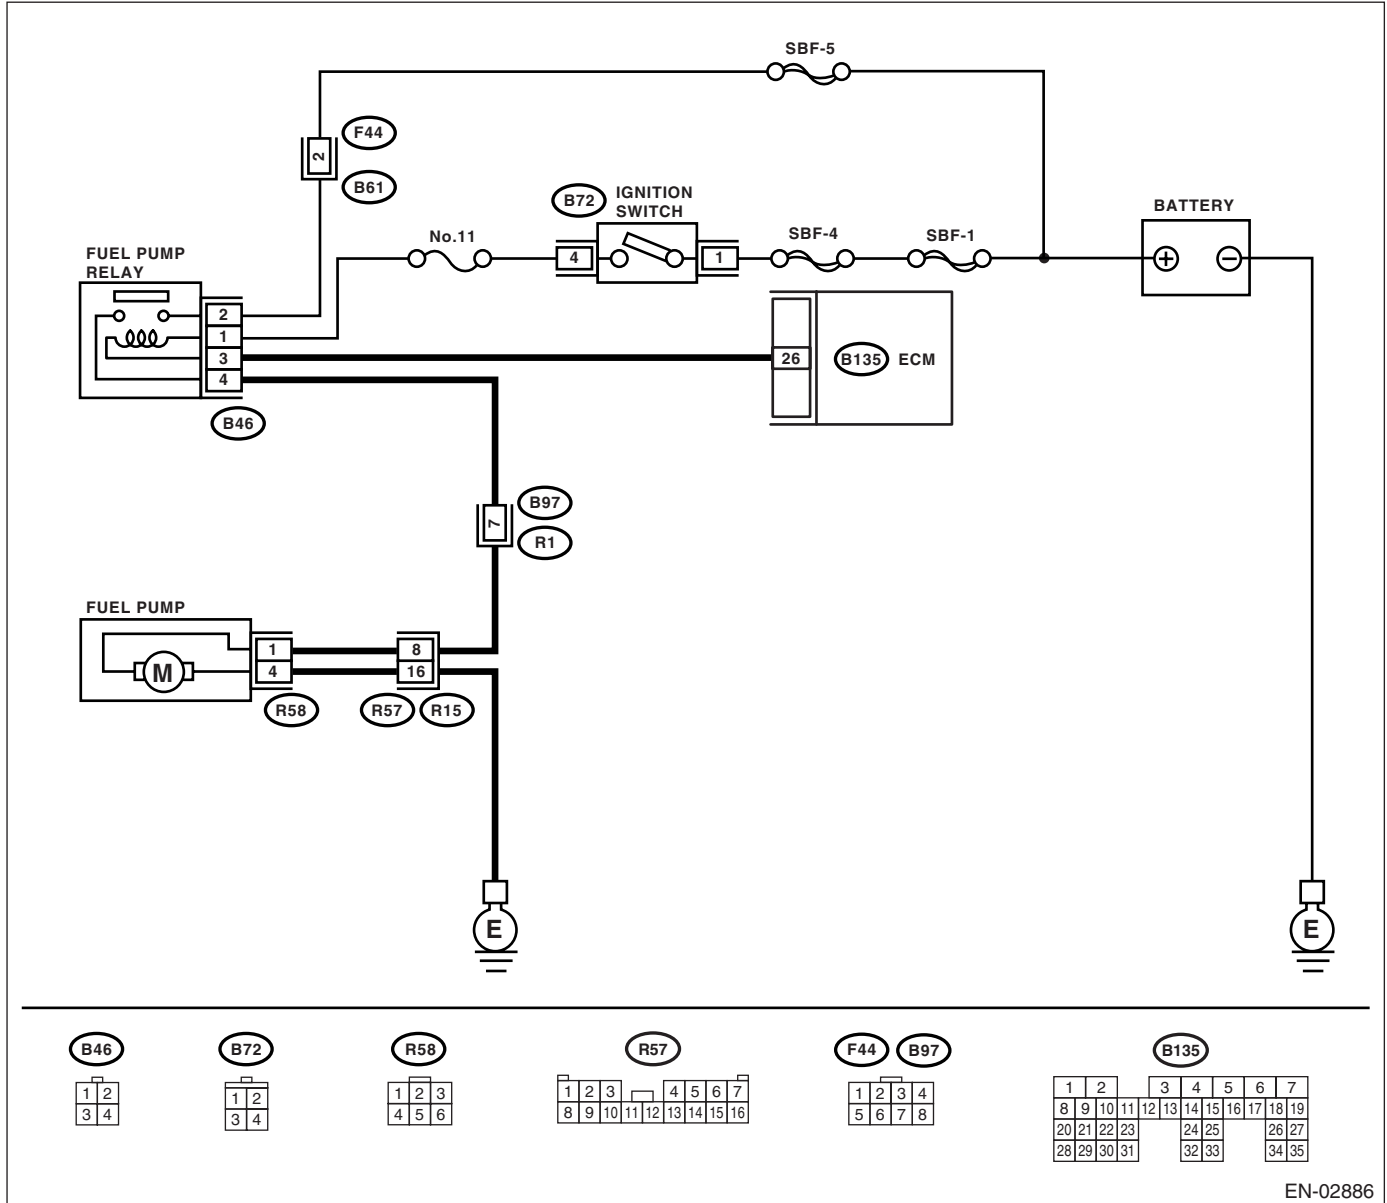 SBF-5
F44
2
B61
B72
IGNITION
SWITCH
BATTERY
No.11
SBF-4
SBF-1
FUEL PUMP
RELAY
4
1
+
−
2
1
3
4
26
B135
ECM
B46
B97
7
R1
FUEL PUMP
1
8
M
4
16
R58
R57
R15
E
E
B46
B72
R58
R57
F44
B97
B135
1 2
3 4
1 2
3 4
1 2 3
4 5 6
1 2 3 4 5 6 7
8 9 10 11 12 13 14 15 16
1 2 3 4
5 6 7 8
1 2 3 4 5 6 7
8 9 10 11 12 13 14 15 16 17 18 19
20 21 22 23 24 25 26 27
28 29 30 31 32 33 34 35
EN-02886